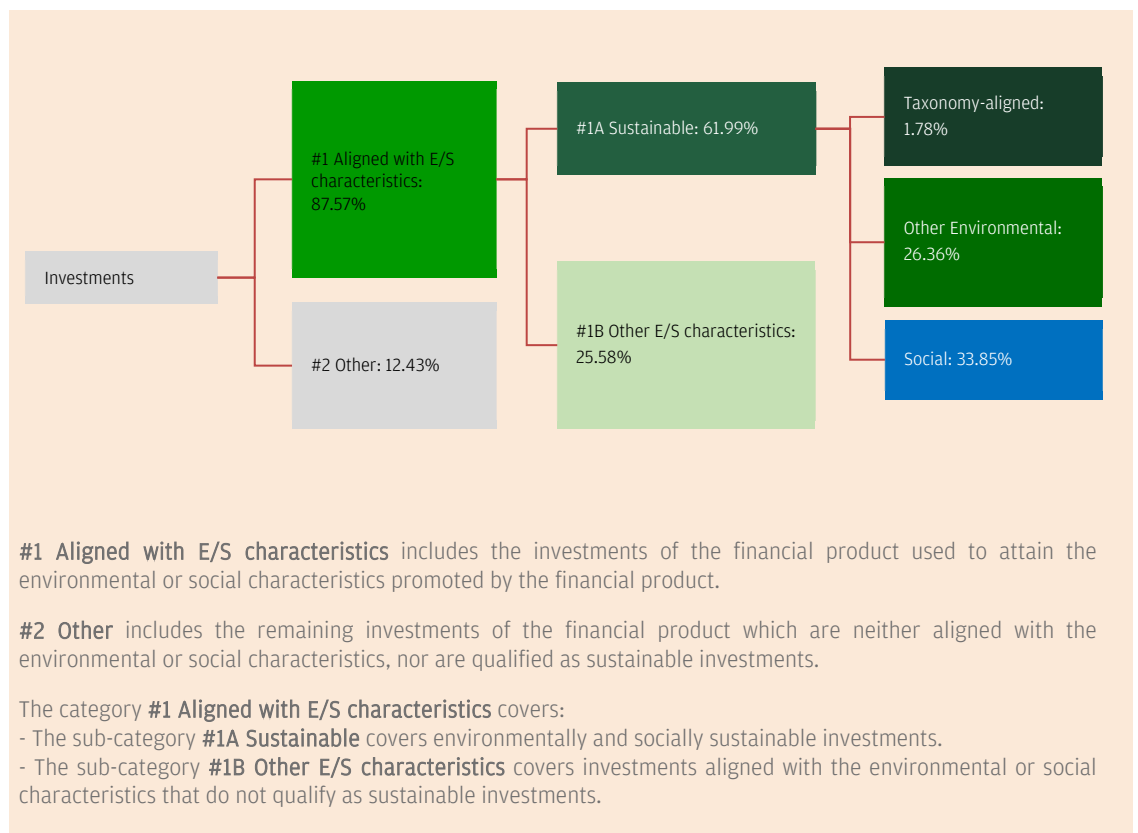 Investments
#1 Aligned with E/S
characteristics:
87.57%
#2 Other: 12.43%
#1A Sustainable: 61.99%
#1B Other E/S characteristics:
25.58%
Taxonomy-aligned:
1.78%
Other Environmental:
26.36%
Social: 33.85%
#1 Aligned with E/S characteristics includes the investments of the financial product used to attain the
environmental or social characteristics promoted by the financial product.
#2 Other includes the remaining investments of the financial product which are neither aligned with the
environmental or social characteristics, nor are qualified as sustainable investments.
The category #1 Aligned with E/S characteristics covers:
- The sub-category #1A Sustainable covers environmentally and socially sustainable investments.
- The sub-category #1B Other E/S characteristics covers investments aligned with the environmental or social
characteristics that do not qualify as sustainable investments.